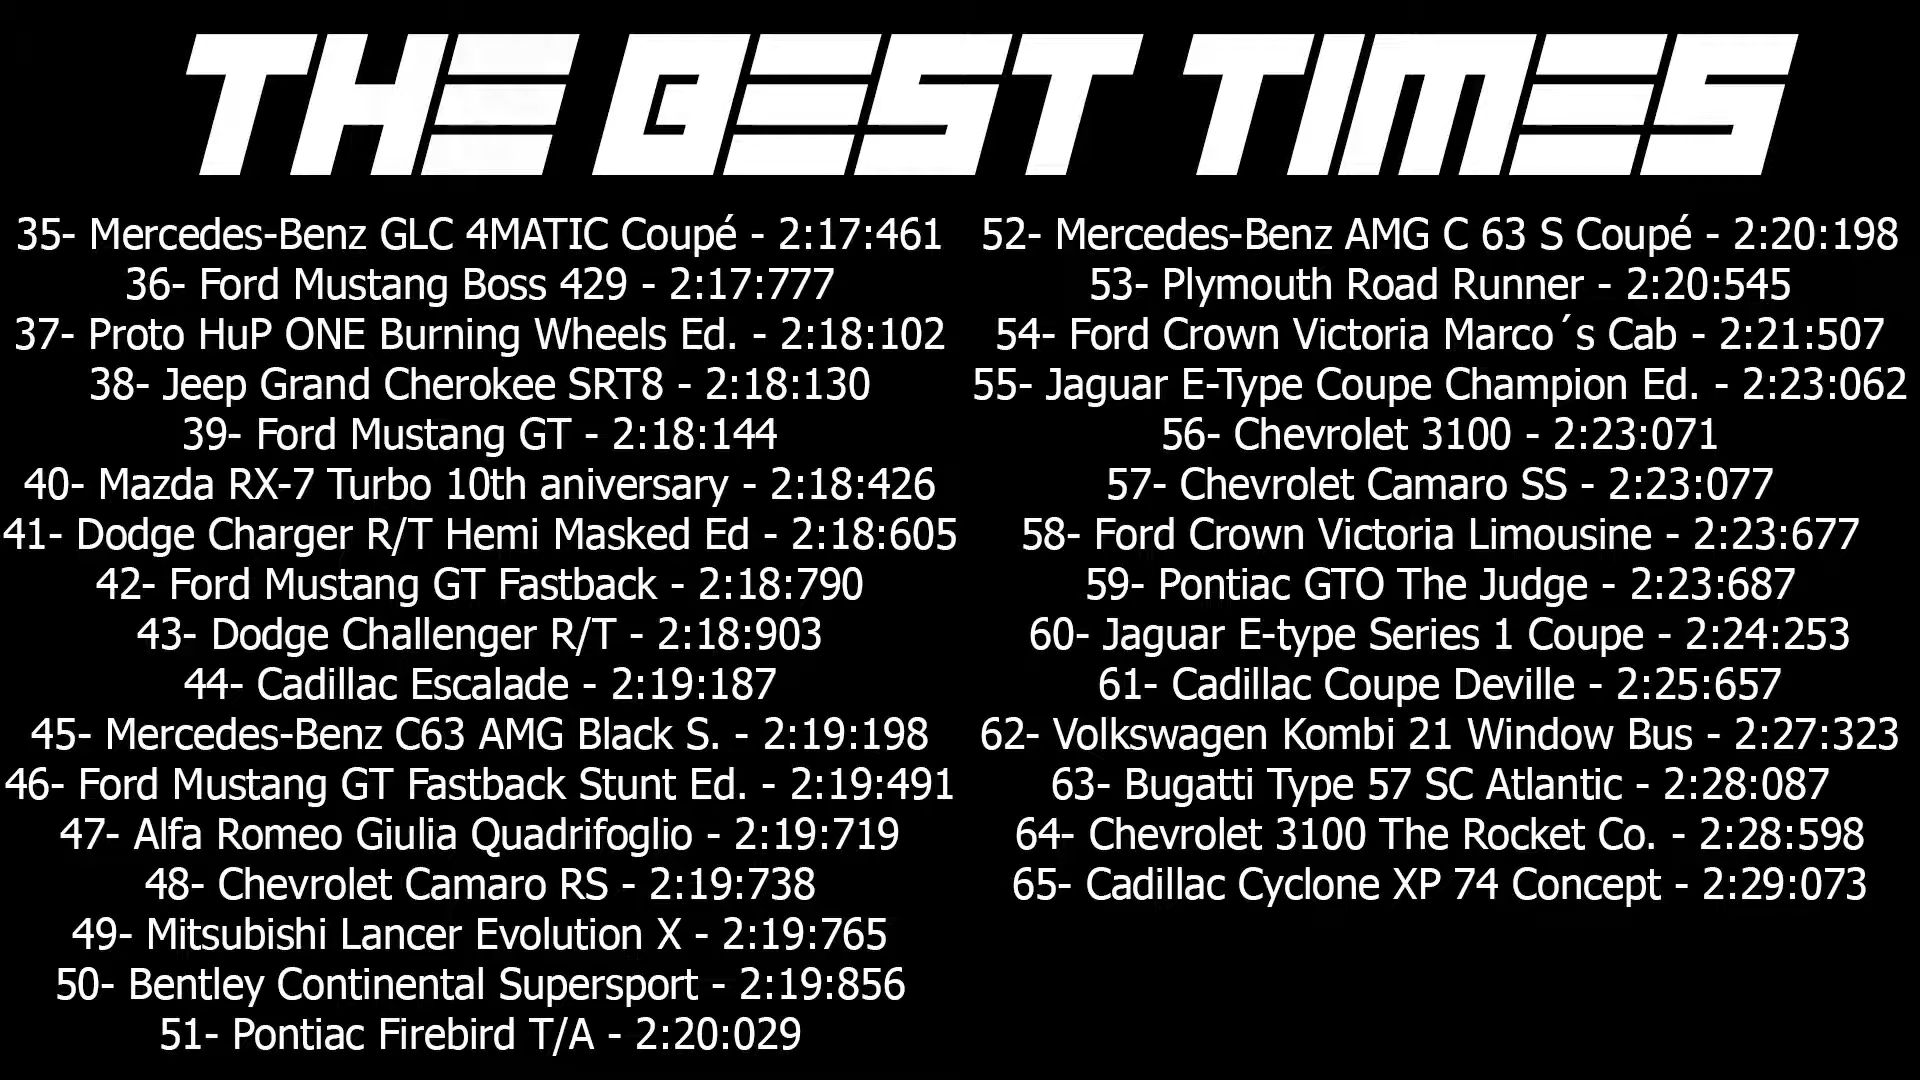 THE BEST TIMES
35- Mercedes-Benz GLC 4MATIC Coupé - 2:17:461
36- Ford Mustang Boss 429 - 2:17:777
37- Proto HuP ONE Burning Wheels Ed. - 2:18:102
38- Jeep Grand Cherokee SRT8 - 2:18:130
39- Ford Mustang GT - 2:18:144
40- Mazda RX-7 Turbo 10th aniversary - 2:18:426
41- Dodge Charger R/T Hemi Masked Ed - 2:18:605
42- Ford Mustang GT Fastback - 2:18:790
43- Dodge Challenger R/T - 2:18:903
44- Cadillac Escalade - 2:19:187
45- Mercedes-Benz C63 AMG Black S. - 2:19:198
46- Ford Mustang GT Fastback Stunt Ed. - 2:19:491
47- Alfa Romeo Giulia Quadrifoglio - 2:19:719
48- Chevrolet Camaro RS - 2:19:738
49- Mitsubishi Lancer Evolution X - 2:19:765
50- Bentley Continental Supersport - 2:19:856
51- Pontiac Firebird T/A - 2:20:029
52- Mercedes-Benz AMG C 63 S Coupé - 2:20:198
53- Plymouth Road Runner - 2:20:545
54- Ford Crown Victoria Marco´s Cab - 2:21:507
55- Jaguar E-Type Coupe Champion Ed. - 2:23:062
56- Chevrolet 3100 - 2:23:071
57- Chevrolet Camaro SS - 2:23:077
58- Ford Crown Victoria Limousine - 2:23:677
59- Pontiac GTO The Judge - 2:23:687
60- Jaguar E-type Series 1 Coupe - 2:24:253
61- Cadillac Coupe Deville - 2:25:657
62- Volkswagen Kombi 21 Window Bus - 2:27:323
63- Bugatti Type 57 SC Atlantic - 2:28:087
64- Chevrolet 3100 The Rocket Co. - 2:28:598
65- Cadillac Cyclone XP 74 Concept - 2:29:073